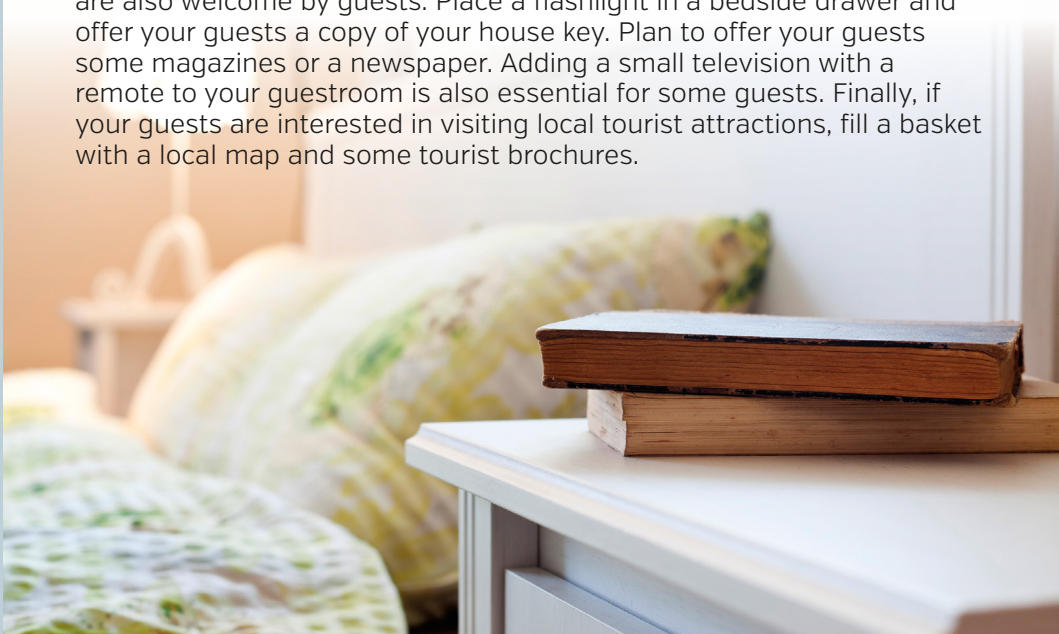 are also welcome by guests. Place a flashlight in a bedside drawer and
offer your guests a copy of your house key. Plan to offer your guests
some magazines or a newspaper. Adding a small television with a
remote to your guestroom is also essential for some guests. Finally, if
your guests are interested in visiting local tourist attractions, fill a basket
with a local map and some tourist brochures.